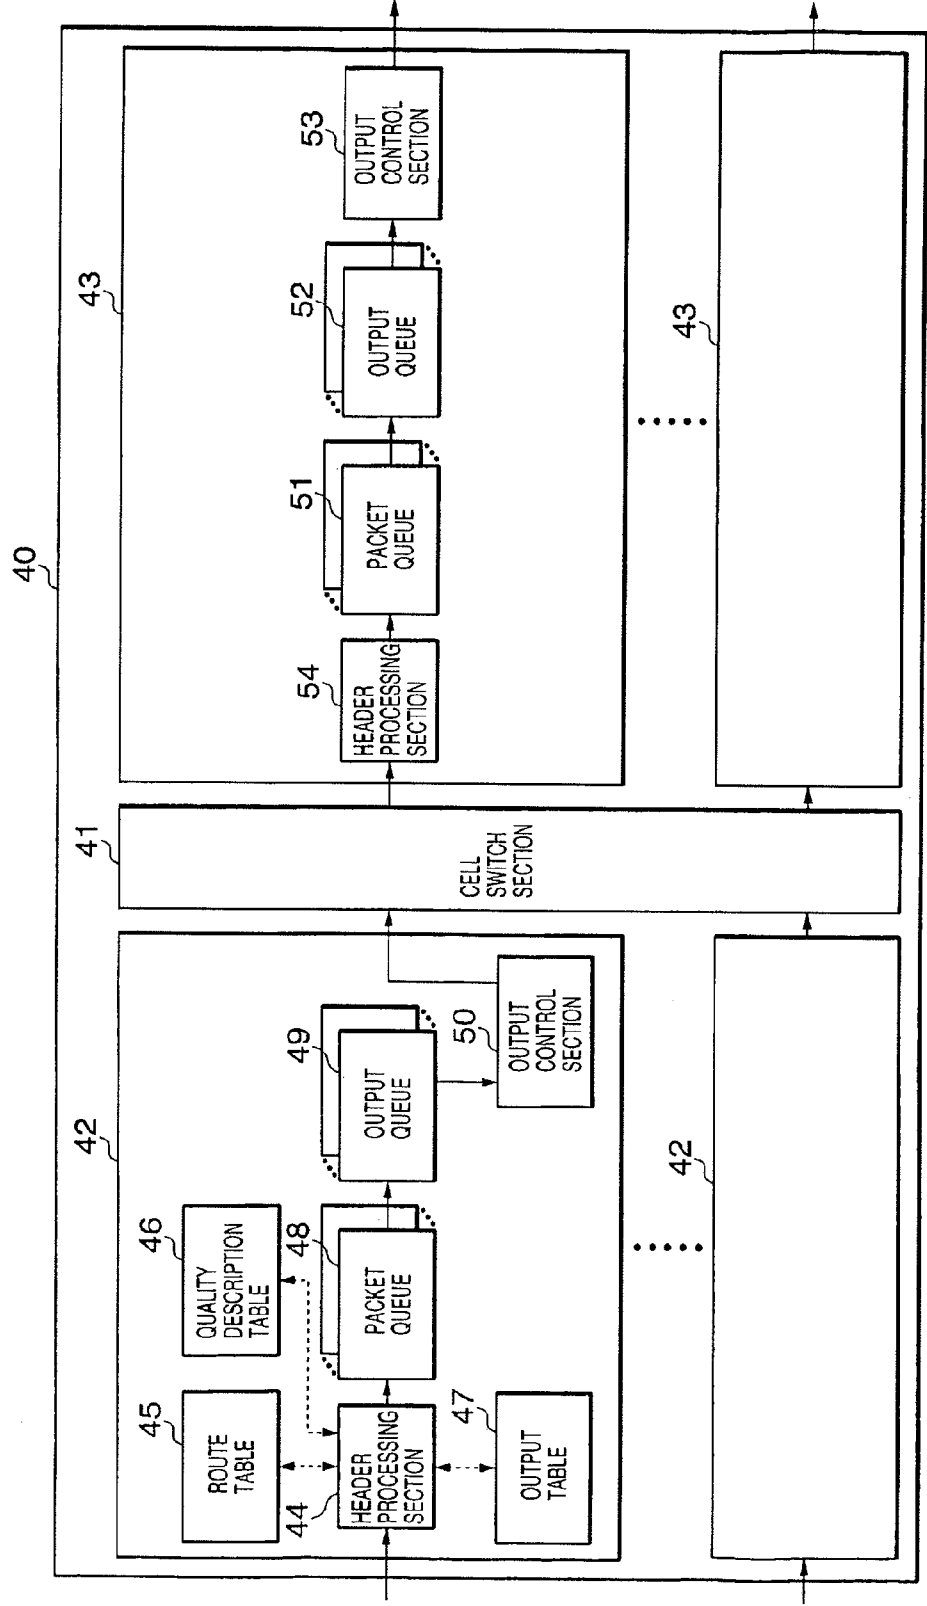 40
42
41
43
45
ROUTE
TABLE
46
QUALITY
DESCRIPTION
TABLE
44
HEADER
PROCESSING
SECTION
48
PACKET
QUEUE
49
OUTPUT
QUEUE
47
OUTPUT
TABLE
50
OUTPUT
CONTROL
SECTION
CELL
SWITCH
SECTION
54
HEADER
PROCESSING
SECTION
51
PACKET
QUEUE
52
OUTPUT
QUEUE
53
OUTPUT
CONTROL
SECTION
42
43